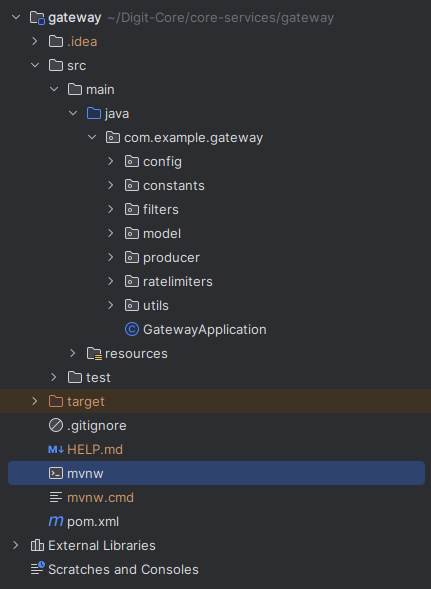 gateway ~/Digit-Core/core-services/gateway
.idea
src
main
java
com.example.gateway
config
constants
filters
model
producer
ratelimiters
utils
GatewayApplication
resources
test
target
.gitignore
HELP.md
mvnw
mvnw.cmd
pom.xml
External Libraries
Scratches and Consoles